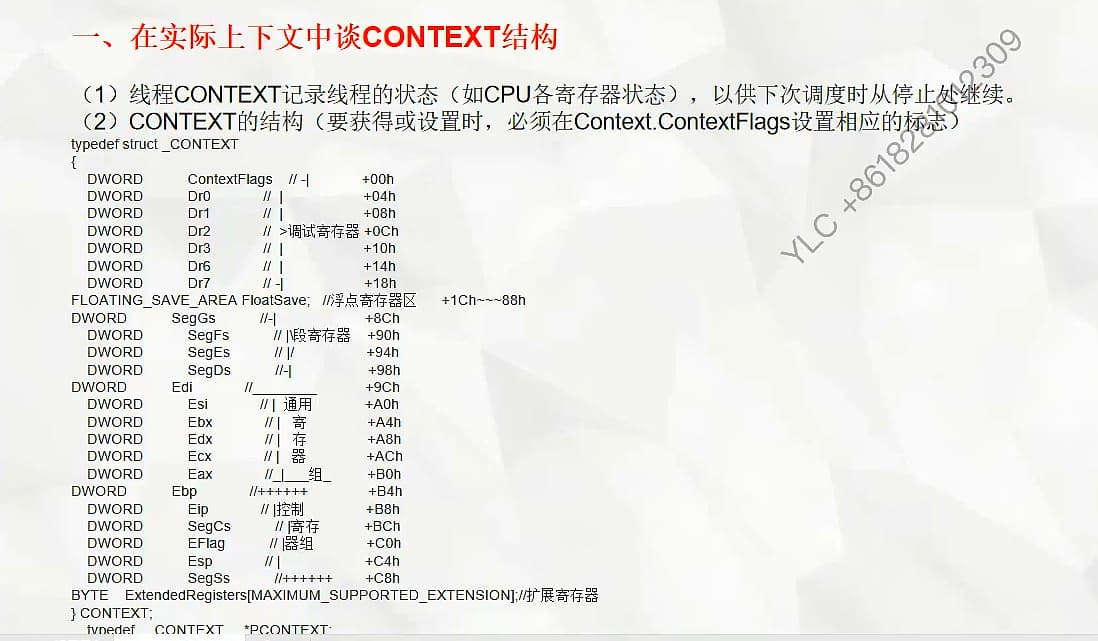 一、在实际上下文中谈CONTEXT结构
（1）线程CONTEXT记录线程的状态（如CPU各寄存器状态），以供下次调度时从停止处继续。
（2）CONTEXT的结构（要获得或设置时，必须在Context.ContextFlags设置相应的标志）
typedef struct _CONTEXT
{
DWORD ContextFlags // -| +00h
DWORD Dr0 // | +04h
DWORD Dr1 // | +08h
DWORD Dr2 // >调试寄存器 +0Ch
DWORD Dr3 // | +10h
DWORD Dr6 // | +14h
DWORD Dr7 // -| +18h
FLOATING_SAVE_AREA FloatSave; //浮点寄存器区 +1Ch~~~88h
DWORD SegGs //-| +8Ch
DWORD SegFs // |\段寄存器 +90h
DWORD SegEs // |/ +94h
DWORD SegDs //-| +98h
DWORD Edi //________ +9Ch
DWORD Esi // | 通用 +A0h
DWORD Ebx // | 寄 +A4h
DWORD Edx // | 存 +A8h
DWORD Ecx // | 器 +ACh
DWORD Eax //_|___组_ +B0h
DWORD Ebp //++++++ +B4h
DWORD Eip // |控制 +B8h
DWORD SegCs // |寄存 +BCh
DWORD EFlag // |器组 +C0h
DWORD Esp // | +C4h
DWORD SegSs //++++++ +C8h
BYTE ExtendedRegisters[MAXIMUM_SUPPORTED_EXTENSION];//扩展寄存器
} CONTEXT;
typedef CONTEXT *PCONTEXT;